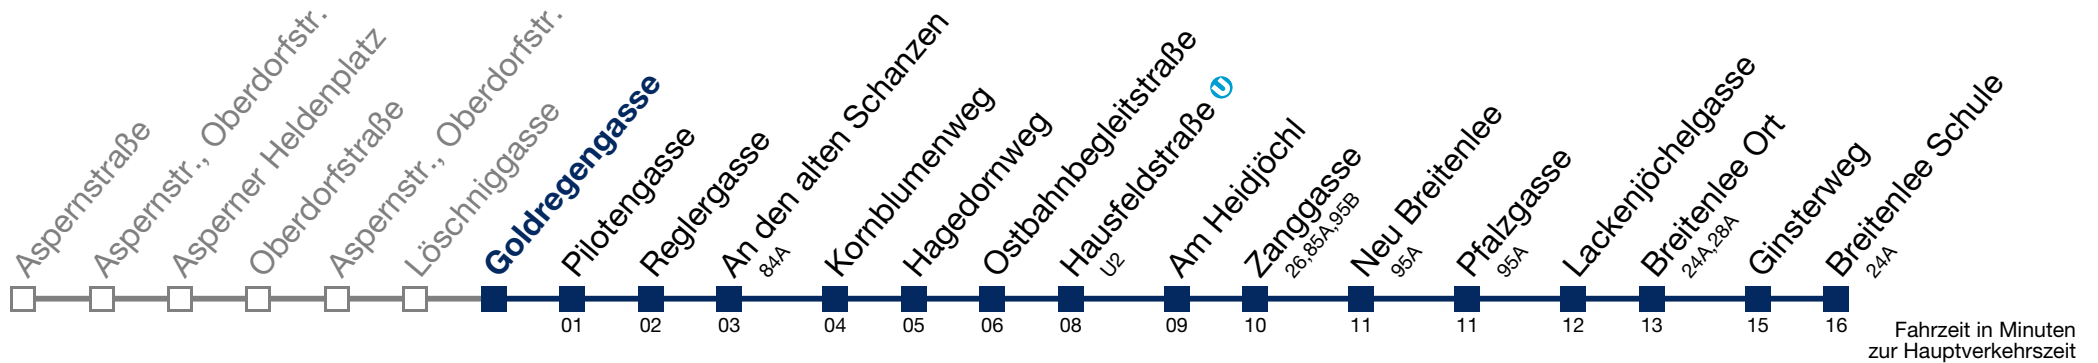 Aspernstraße
Aspernstr., Oberdorfstr.
Asperner Heldenplatz
Oberdorfstraße
Aspernstr., Oberdorfstr.
Löschniggasse
Goldregengasse
Pilotengasse
Reglergasse
An den alten Schanzen
84A
Kornblumenweg
Hagedornweg
Ostbahnbegleitstraße
Hausfeldstraße U
U2
Am Heidjöchl
Zanggasse
26,85A,95B
Neu Breitenlee
95A
Pfalzgasse
95A
Lackenjöchelgasse
Breitenlee Ort
24A,28A
Ginsterweg
Breitenlee Schule
24A
01 02 03 04 05 06 08 09 10 11 11 12 13 15 16
Fahrzeit in Minuten
zur Hauptverkehrszeit